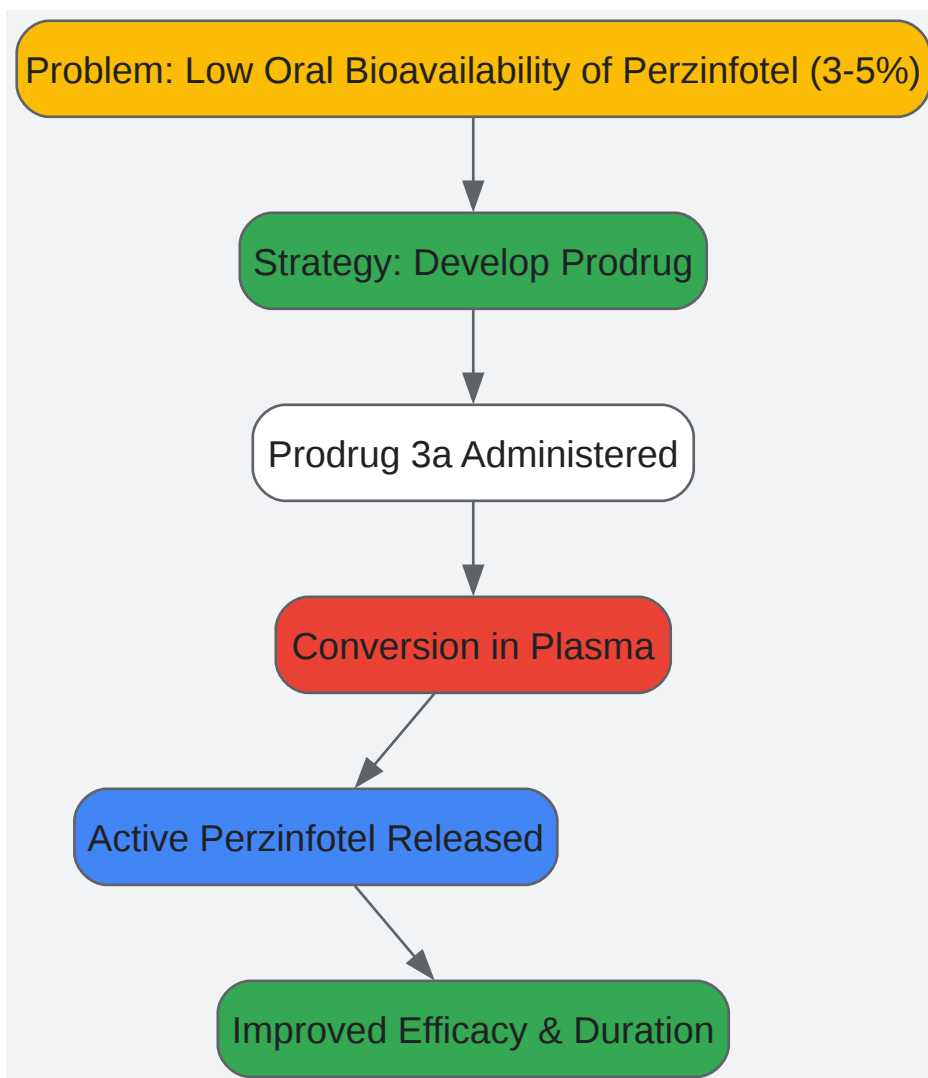 Problem: Low Oral Bioavailability of Perzinfotel (3-5%)
Strategy: Develop Prodrug
Prodrug 3a Administered
Conversion in Plasma
Active Perzinfotel Released
Improved Efficacy & Duration